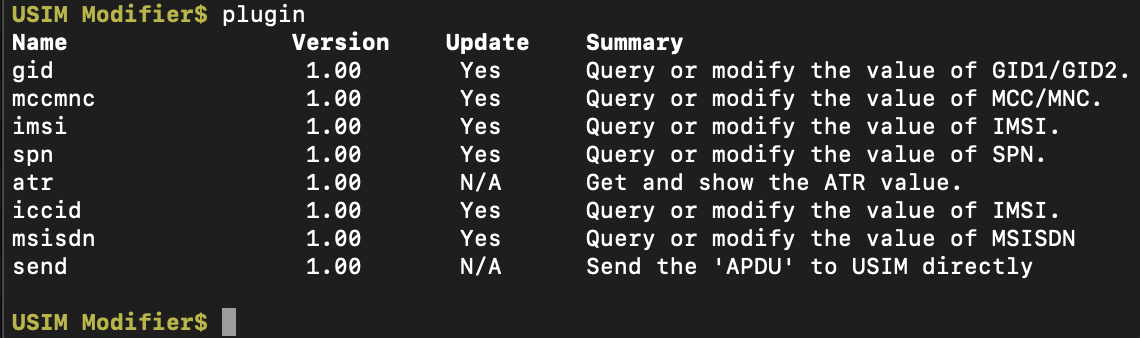 USIM Modifier$ plugin
Name Version Update Summary
gid 1.00 Yes Query or modify the value of GID1/GID2.
mccmnc 1.00 Yes Query or modify the value of MCC/MNC.
imsi 1.00 Yes Query or modify the value of IMSI.
spn 1.00 Yes Query or modify the value of SPN.
atr 1.00 N/A Get and show the ATR value.
iccid 1.00 Yes Query or modify the value of IMSI.
msisdn 1.00 Yes Query or modify the value of MSISDN
send 1.00 N/A Send the 'APDU' to USIM directly
USIM Modifier$